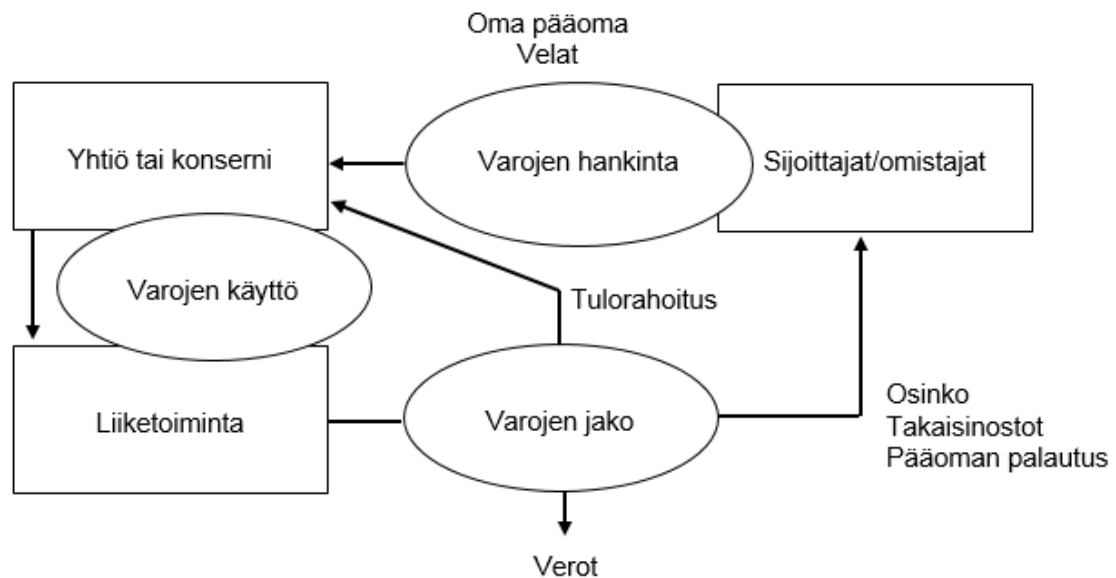 Oma pääoma
Velat
Yhtiö tai konserni
Varojen hankinta
Sijoittajat/omistajat
Varojen käyttö
Tulorahoitus
Liiketoiminta
Varojen jako
Osinko
Takaisinostot
Pääoman palautus
Verot